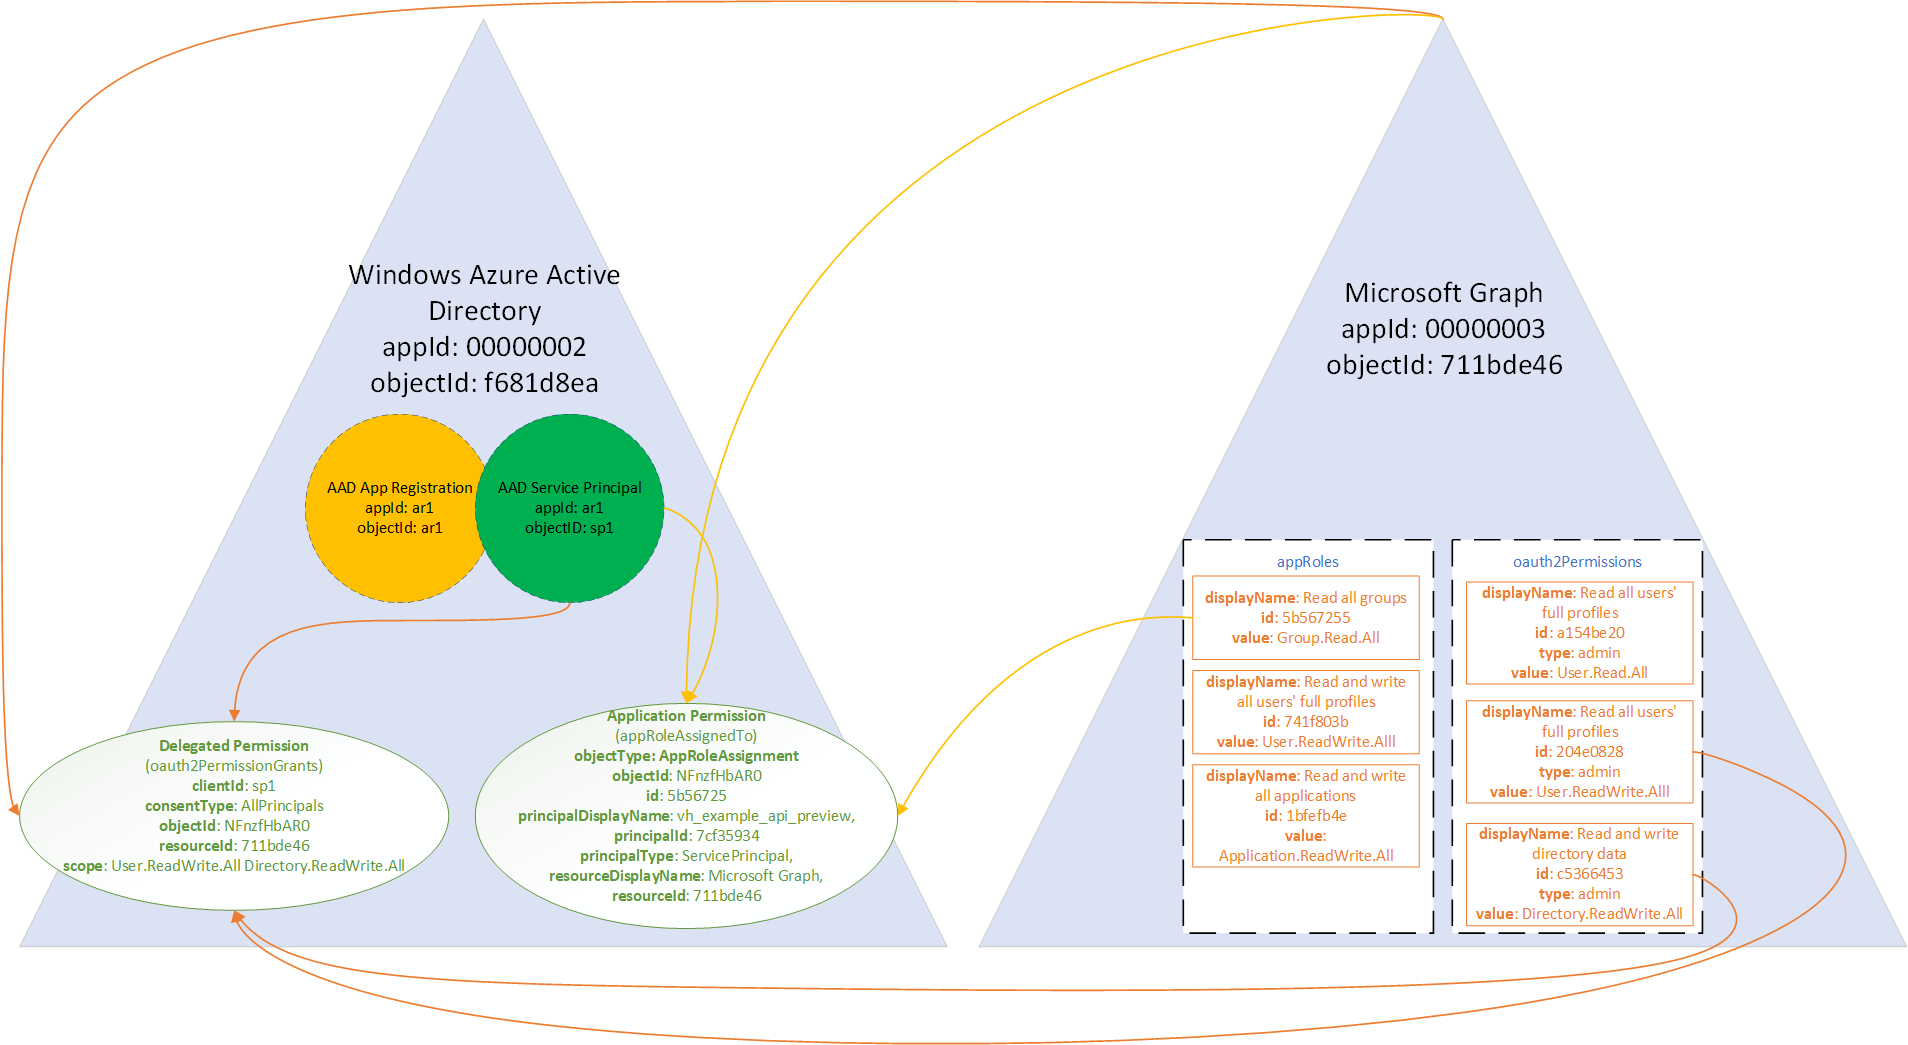 Windows Azure Active
Directory
appId: 00000002
objectId: f681d8ea
AAD App Registration
appId: ar1
objectId: ar1
AAD Service Principal
appId: ar1
objectID: sp1
Delegated Permission
(oauth2PermissionGrants)
clientId: sp1
consentType: AllPrincipals
objectId: NFnzfHbAR0
resourceId: 711bde46
scope: User.ReadWrite.All Directory.ReadWrite.All
Application Permission
(appRoleAssignedTo)
objectType: AppRoleAssignment
objectId: NFnzfHbAR0
id: 5b56725
principalDisplayName: vh_example_api_preview,
principalId: 7cf35934
principalType: ServicePrincipal,
resourceDisplayName: Microsoft Graph,
resourceId: 711bde46
Microsoft Graph
appId: 00000003
objectId: 711bde46
appRoles
displayName: Read all groups
id: 5b567255
value: Group.Read.All
displayName: Read and write
all users' full profiles
id: 741f803b
value: User.ReadWrite.Alll
displayName: Read and write
all applications
id: 1bfefb4e
value:
Application.ReadWrite.All
oauth2Permissions
displayName: Read all users'
full profiles
id: a154be20
type: admin
value: User.Read.All
displayName: Read all users'
full profiles
id: 204e0828
type: admin
value: User.ReadWrite.Alll
displayName: Read and write
directory data
id: c5366453
type: admin
value: Directory.ReadWrite.All